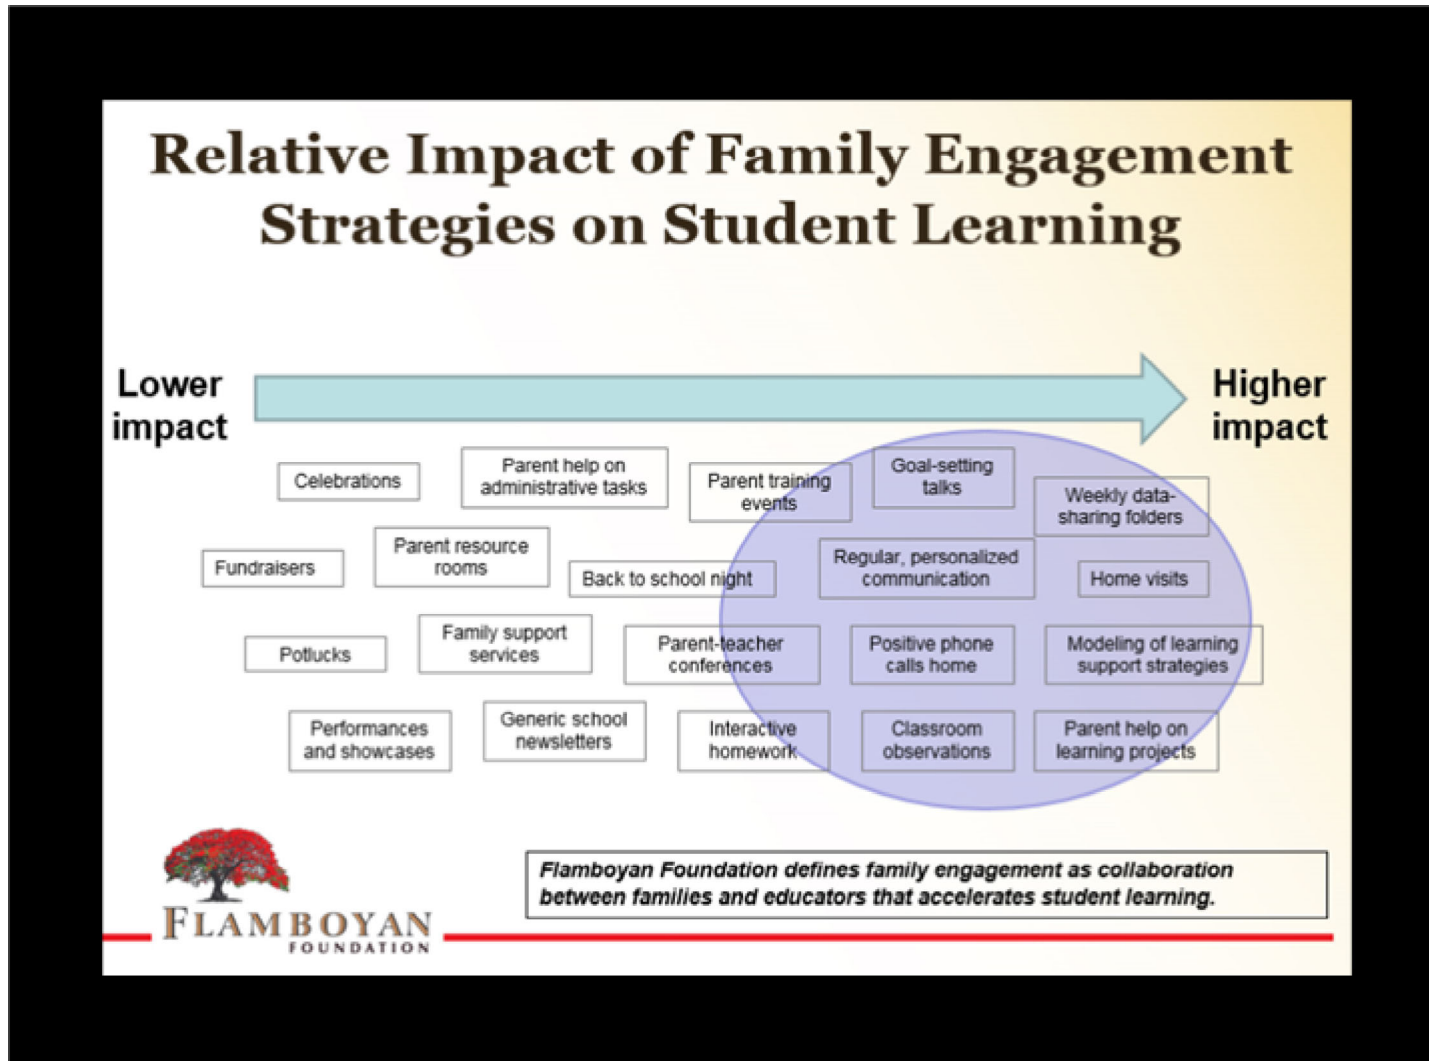 Relative Impact of Family Engagement
Strategies on Student Learning
Lower
impact
Higher
impact
Celebrations
Parent help on
administrative tasks
Parent training
events
Goal-setting
talks
Weekly data-
sharing folders
Fundraisers
Parent resource
rooms
Back to school night
Regular, personalized
communication
Home visits
Potlucks
Family support
services
Parent-teacher
conferences
Positive phone
calls home
Modeling of learning
support strategies
Performances
and showcases
Generic school
newsletters
Interactive
homework
Classroom
observations
Parent help on
learning projects
Flamboyan Foundation defines family engagement as collaboration
between families and educators that accelerates student learning.
FLAMBOYAN
FOUNDATION